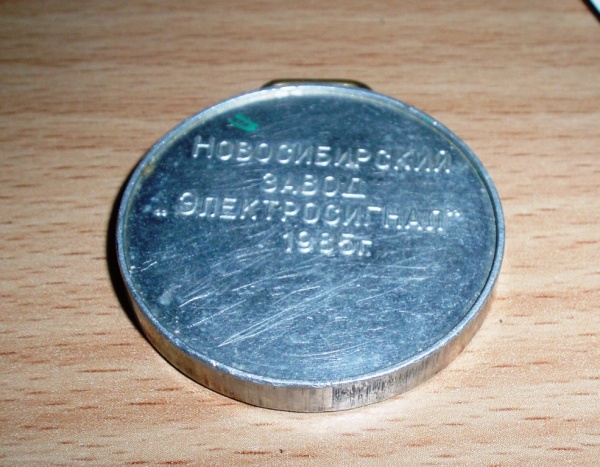 НОВОСИБИРСКИЙ
ЗАВОД
„ЭЛЕКТРОСИГНАЛ"
1985г.